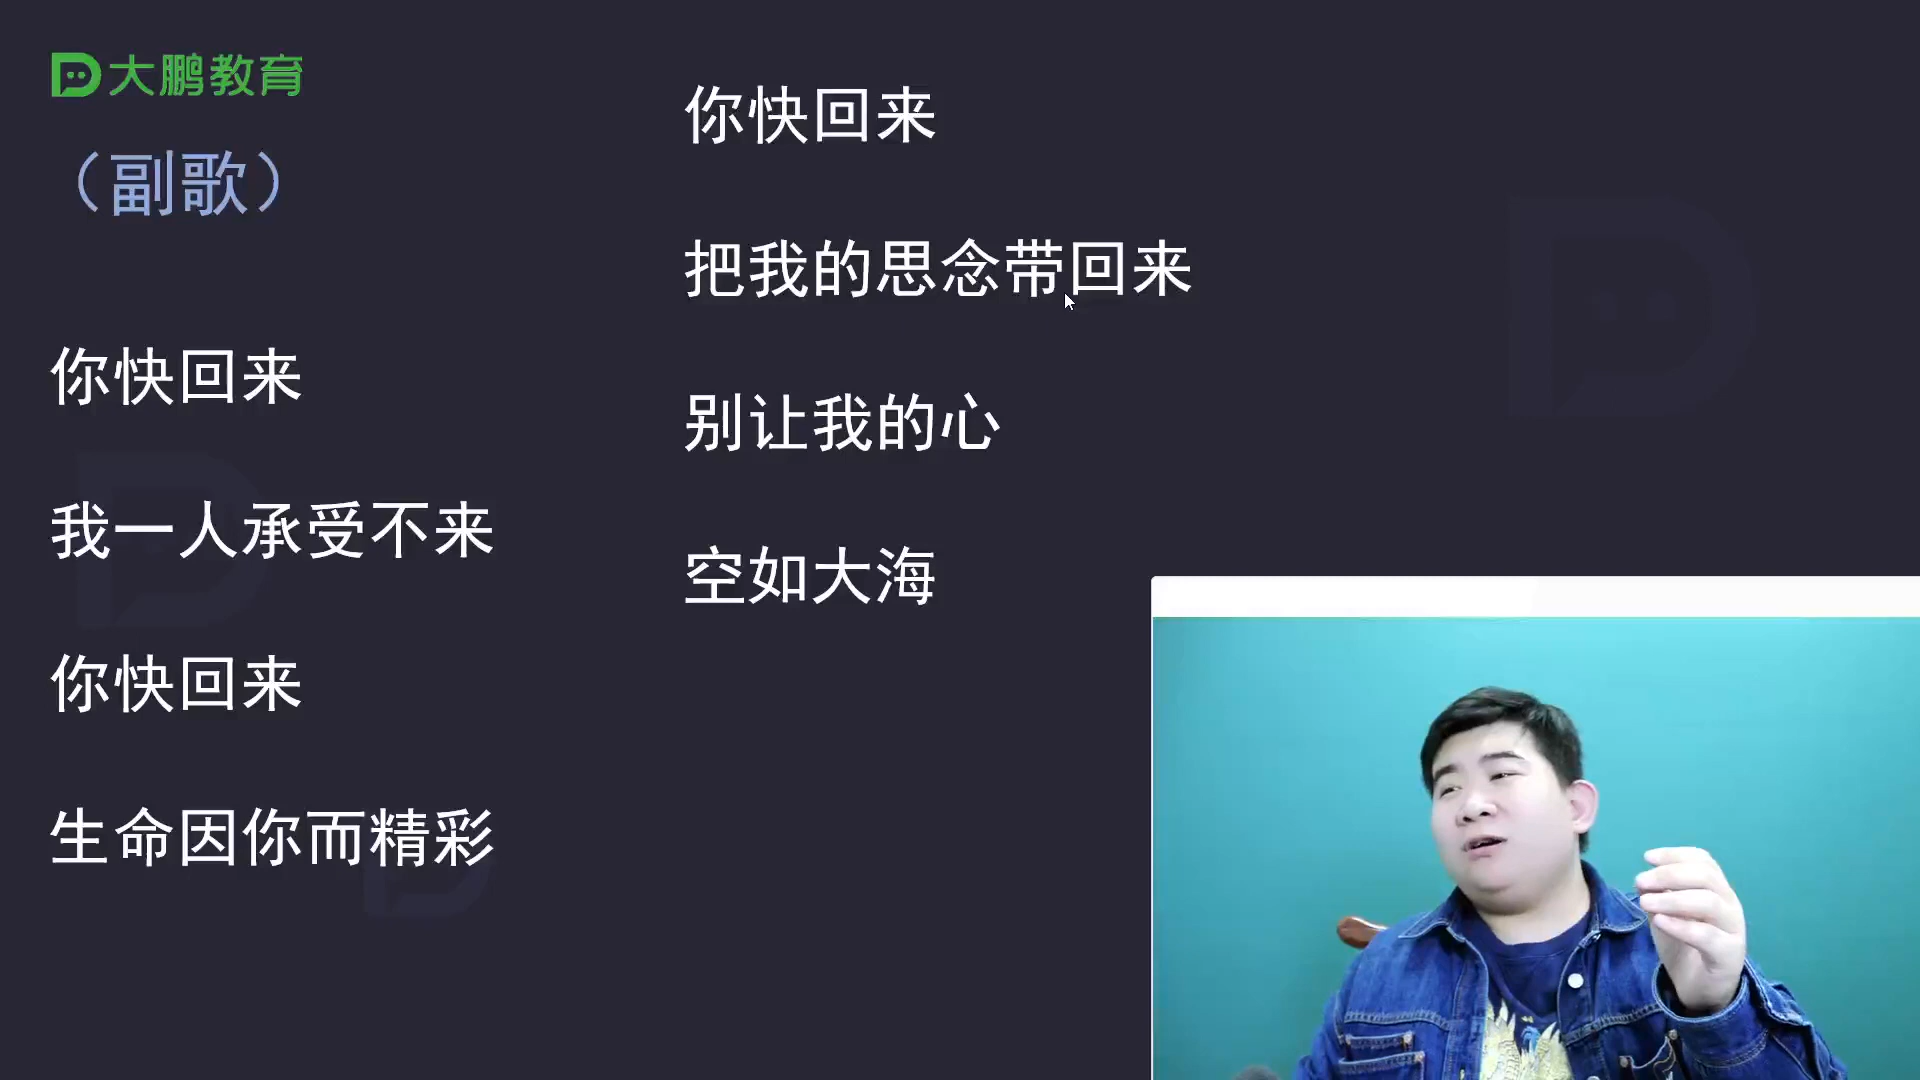 大鹏教育
（副歌）
你快回来
我一人承受不来
你快回来
生命因你而精彩
你快回来
把我的思念带回来
别让我的心
空如大海